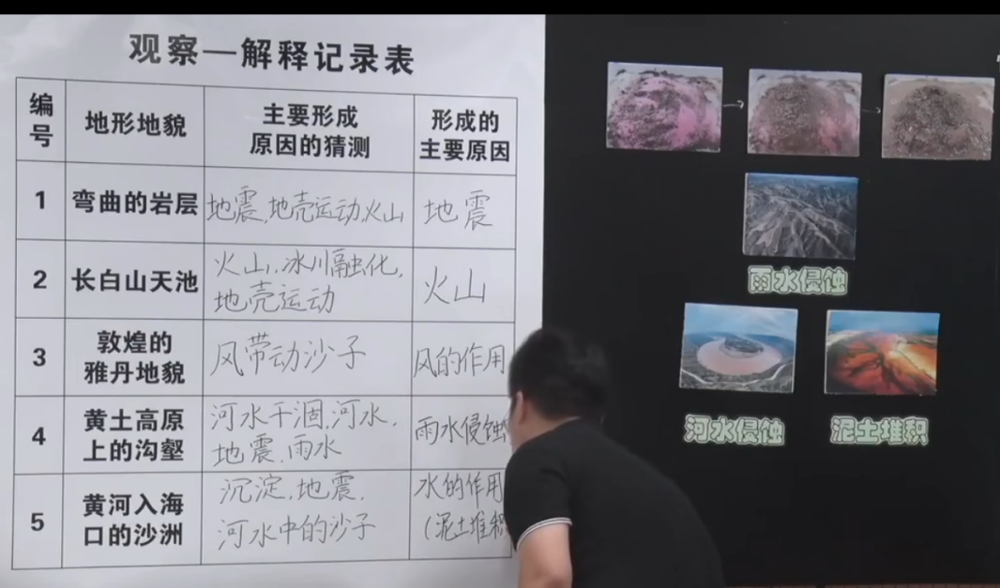 观察—解释记录表
编号
地形地貌
主要形成
原因的猜测
形成的
主要原因
1
弯曲的岩层
地震,地壳运动,火山
地震
2
长白山天池
火山,冰川融化,
地壳运动
火山
3
敦煌的
雅丹地貌
风带动沙子
风的作用
4
黄土高原
上的沟壑
河水干涸,河水,
地震,雨水
雨水侵蚀
5
黄河入海
口的沙洲
沉淀,地震,
河水中的沙子
水的作用
(泥土堆积
雨水侵蚀
河水侵蚀
泥土堆积